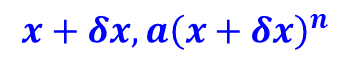 x + δx, a(x + δx)ⁿ